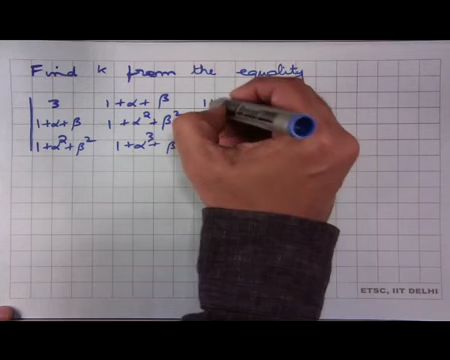 Find k from the equality
3 1+α+β 1
1+α+β 1+α²+β²
1+α²+β² 1+α³+β
ETSC, IIT DELHI